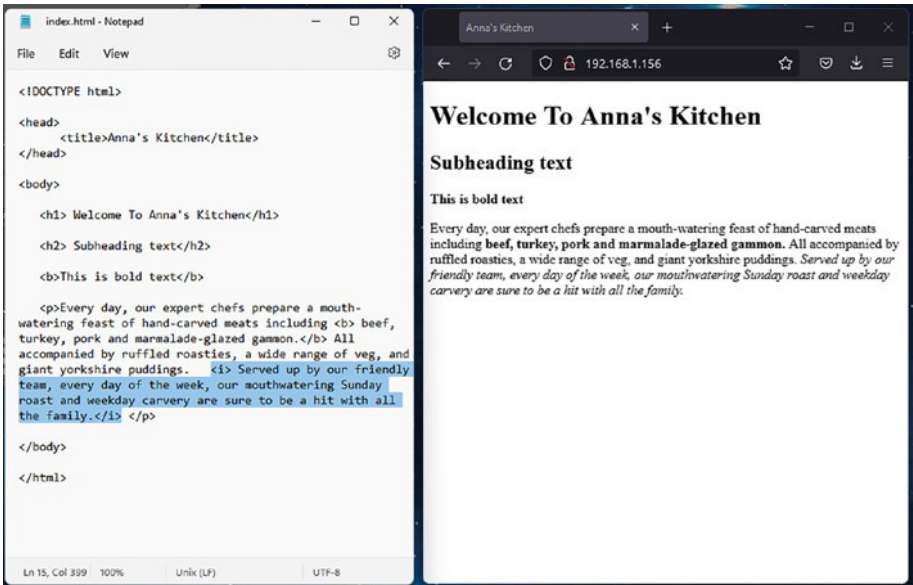 index.html - Notepad
File Edit View
<!DOCTYPE html>
<head>
<title>Anna's Kitchen</title>
</head>
<body>
<h1> Welcome To Anna's Kitchen</h1>
<h2> Subheading text</h2>
<b>This is bold text</b>
<p>Every day, our expert chefs prepare a mouth-
watering feast of hand-carved meats including <b> beef,
turkey, pork and marmalade-glazed gammon.</b> All
accompanied by ruffled roasties, a wide range of veg, and
giant yorkshire puddings. <i> Served up by our friendly
team, every day of the week, our mouthwatering Sunday
roast and weekday carvery are sure to be a hit with all
the family.</i> </p>
</body>
</html>
Ln 15, Col 399 100% Unix (LF) UTF-8
Anna's Kitchen
192.168.1.156
Welcome To Anna's Kitchen
Subheading text
This is bold text
Every day, our expert chefs prepare a mouth-watering feast of hand-carved meats
including beef, turkey, pork and marmalade-glazed gammon. All accompanied by
ruffled roasties, a wide range of veg, and giant yorkshire puddings. Served up by our
friendly team, every day of the week, our mouthwatering Sunday roast and weekday
carvery are sure to be a hit with all the family.